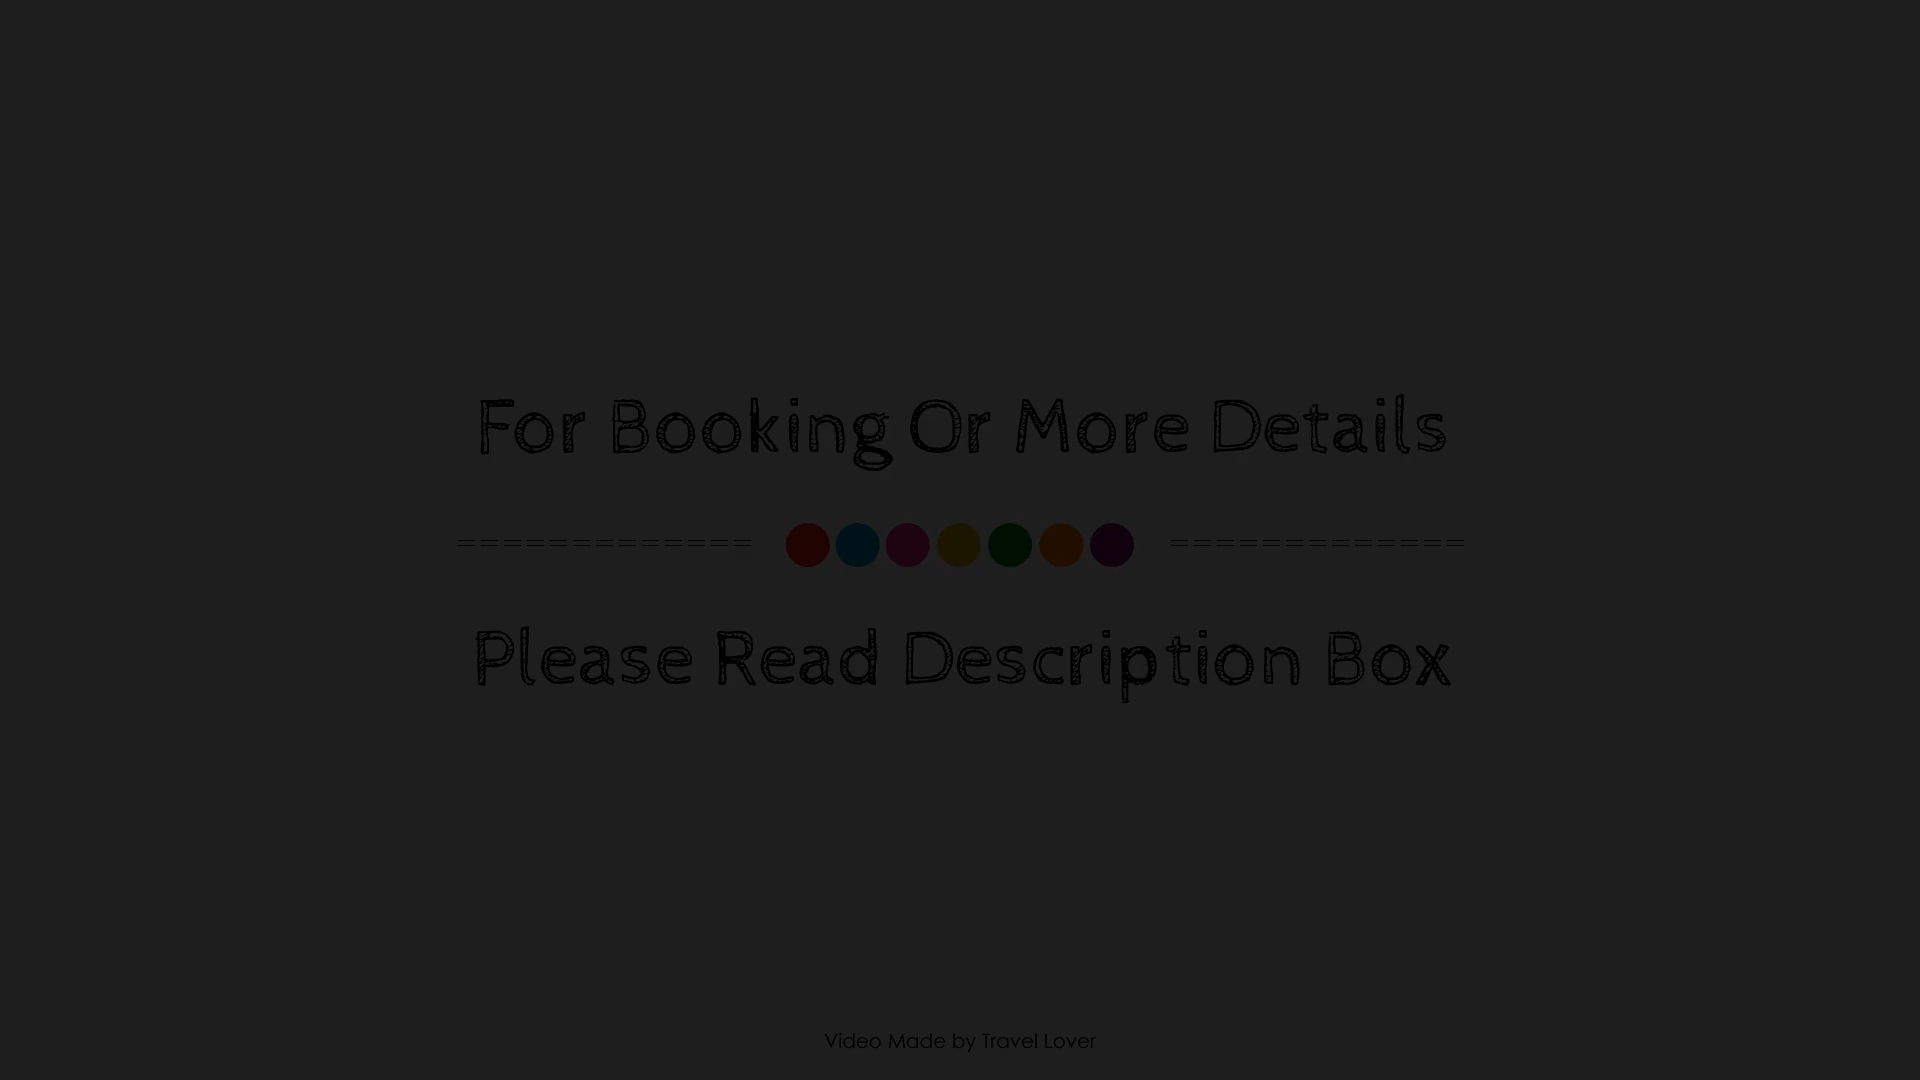 For Booking Or More Details
============= =============
Please Read Description Box
Video Made by Travel Lover